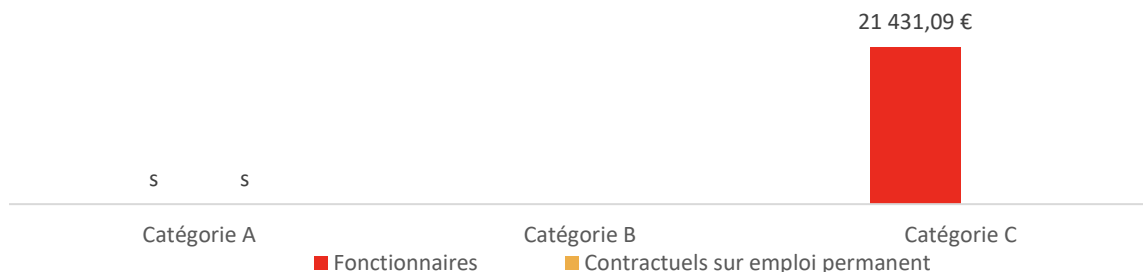 21 431,09 €
s s
Catégorie A Catégorie B Catégorie C
Fonctionnaires Contractuels sur emploi permanent